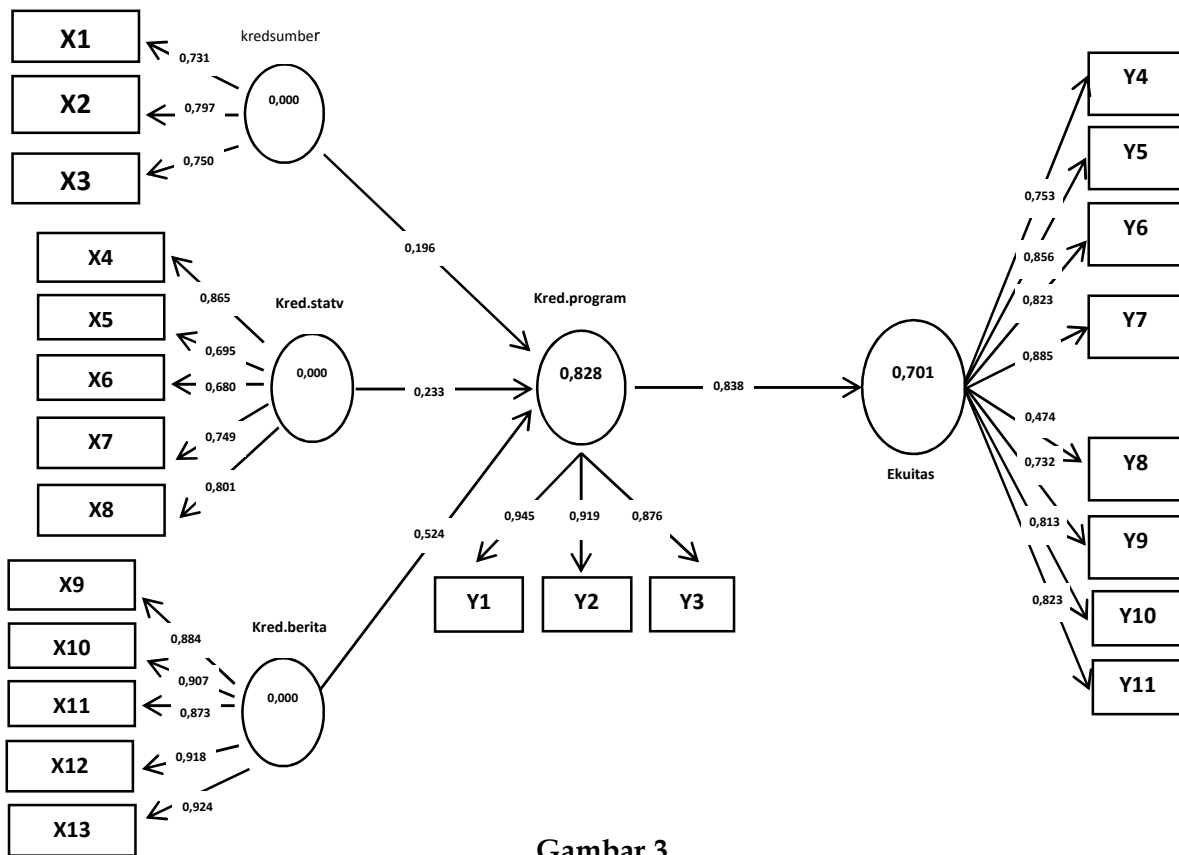 X1
X2
X3
kredsumber
0,000
0,731
0,797
0,750
0,196
X4
X5
X6
X7
X8
0,865
0,695
0,680
0,749
0,801
Kred.statv
0,000
0,233
X9
X10
X11
X12
X13
0,884
0,907
0,873
0,918
0,924
Kred.berita
0,000
0,524
Kred.program
0,828
0,945
0,919
0,876
Y1
Y2
Y3
0,838
0,701
Ekuitas
0,753
0,856
0,823
0,885
0,474
0,732
0,813
0,823
Y4
Y5
Y6
Y7
Y8
Y9
Y10
Y11
Gambar 3